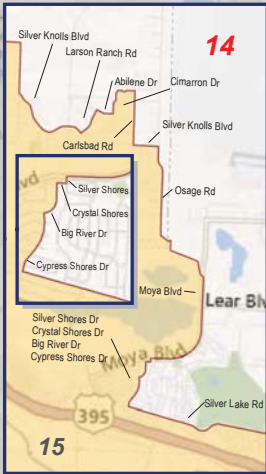 Silver Knolls Blvd
14
Larson Ranch Rd
Abilene Dr
Cimarron Dr
Silver Knolls Blvd
Carlsbad Rd
vd
Silver Shores
Osage Rd
Crystal Shores
Big River Dr
Cypress Shores Dr
Moya Blvd
Lear Blv
Silver Shores Dr
Crystal Shores Dr
Big River Dr
Cypress Shores Dr
Moya Blvd
Silver Lake Rd
395
15